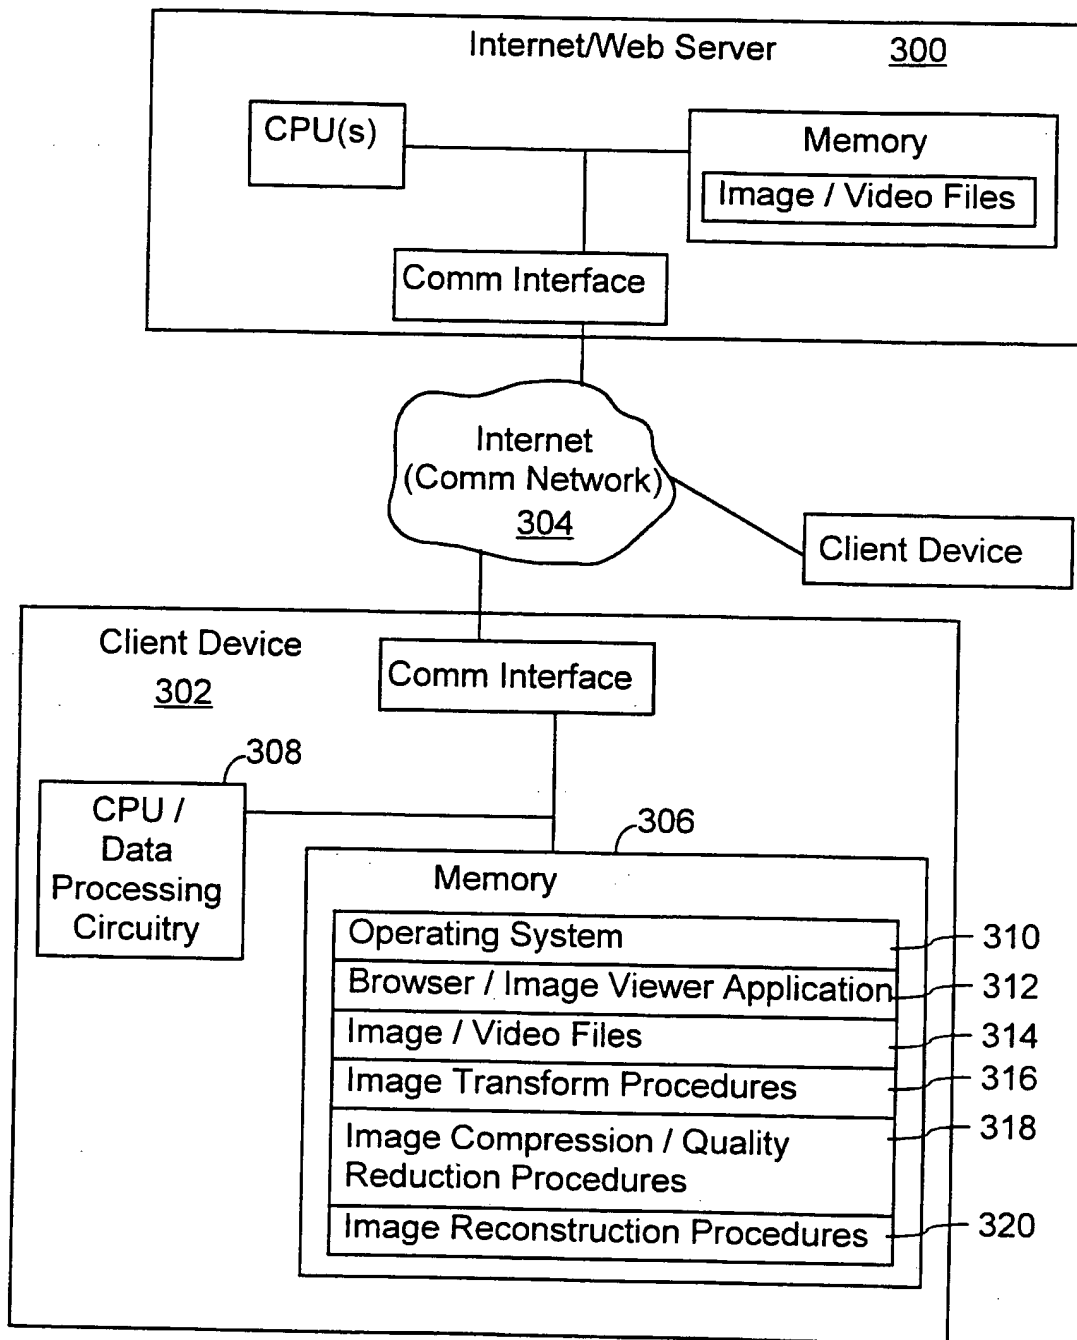 Internet/Web Server 300
CPU(s)
Memory
Image / Video Files
Comm Interface
Internet
(Comm Network)
304
Client Device
Client Device
302
Comm Interface
308
CPU /
Data
Processing
Circuitry
306
Memory
Operating System 310
Browser / Image Viewer Application 312
Image / Video Files 314
Image Transform Procedures 316
Image Compression / Quality 318
Reduction Procedures
Image Reconstruction Procedures 320